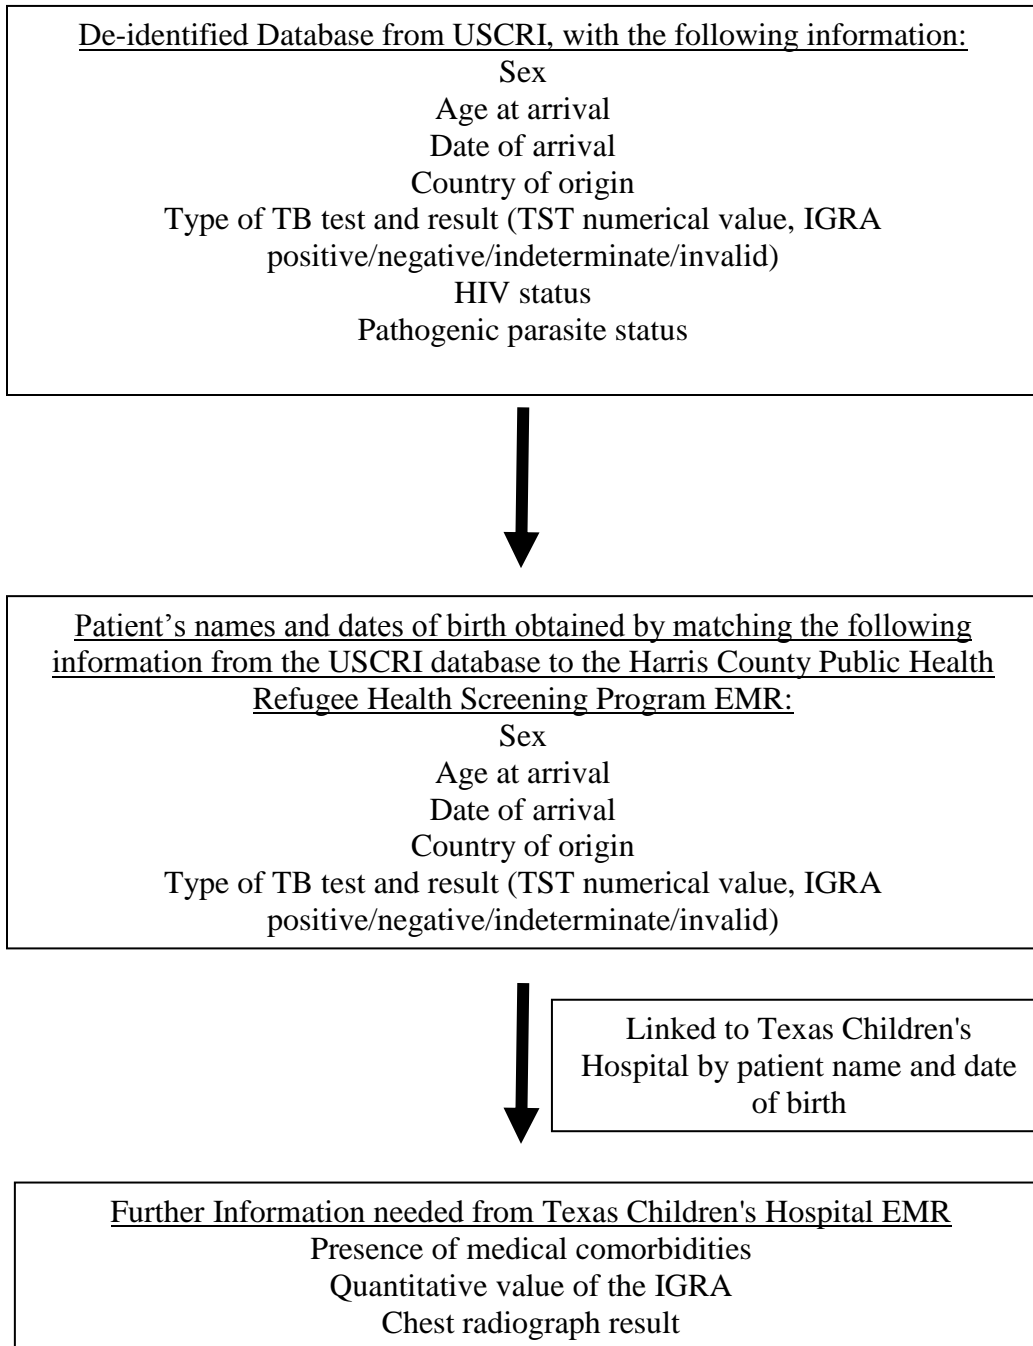 De-identified Database from USCRI, with the following information:
Sex
Age at arrival
Date of arrival
Country of origin
Type of TB test and result (TST numerical value, IGRA
positive/negative/indeterminate/invalid)
HIV status
Pathogenic parasite status
Patient’s names and dates of birth obtained by matching the following
information from the USCRI database to the Harris County Public Health
Refugee Health Screening Program EMR:
Sex
Age at arrival
Date of arrival
Country of origin
Type of TB test and result (TST numerical value, IGRA
positive/negative/indeterminate/invalid)
Linked to Texas Children's
Hospital by patient name and date
of birth
Further Information needed from Texas Children's Hospital EMR
Presence of medical comorbidities
Quantitative value of the IGRA
Chest radiograph result